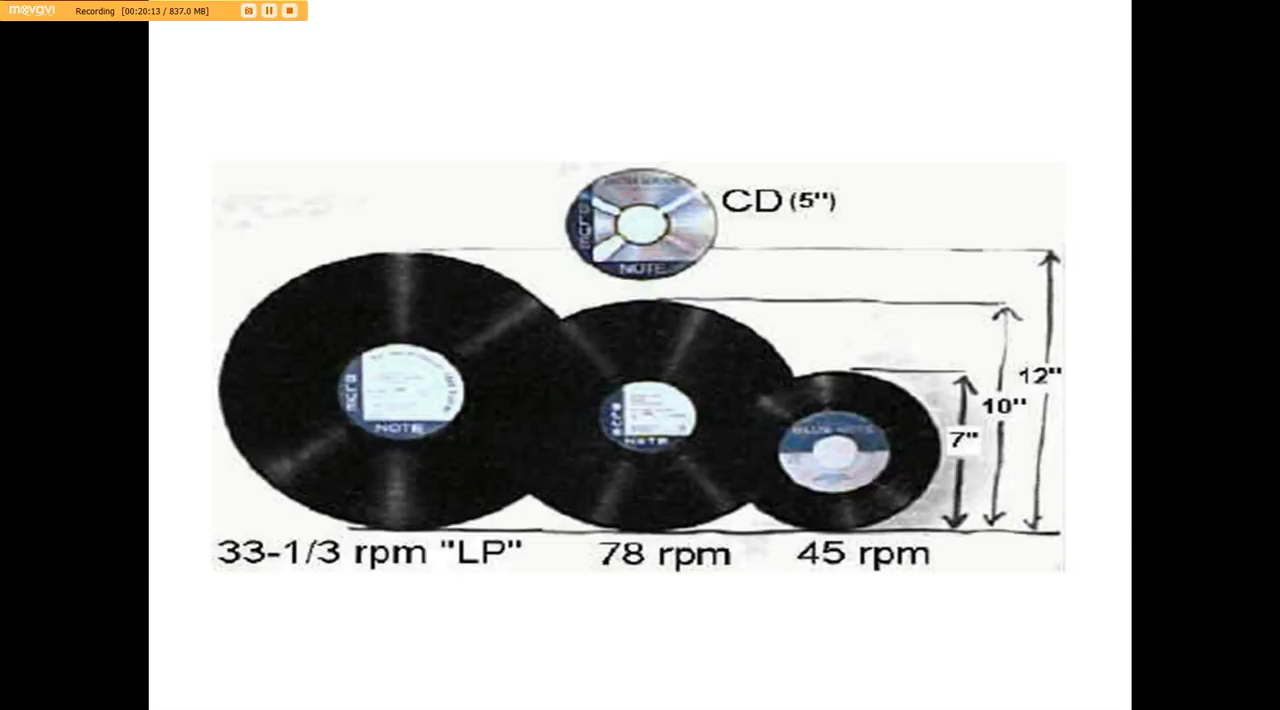 movavi Recording [00:20:13 / 837.0 MB]
CD (5")
NOTE
12"
10"
7"
NOTE
NOTE
BLUE NOTE
33-1/3 rpm "LP" 78 rpm 45 rpm